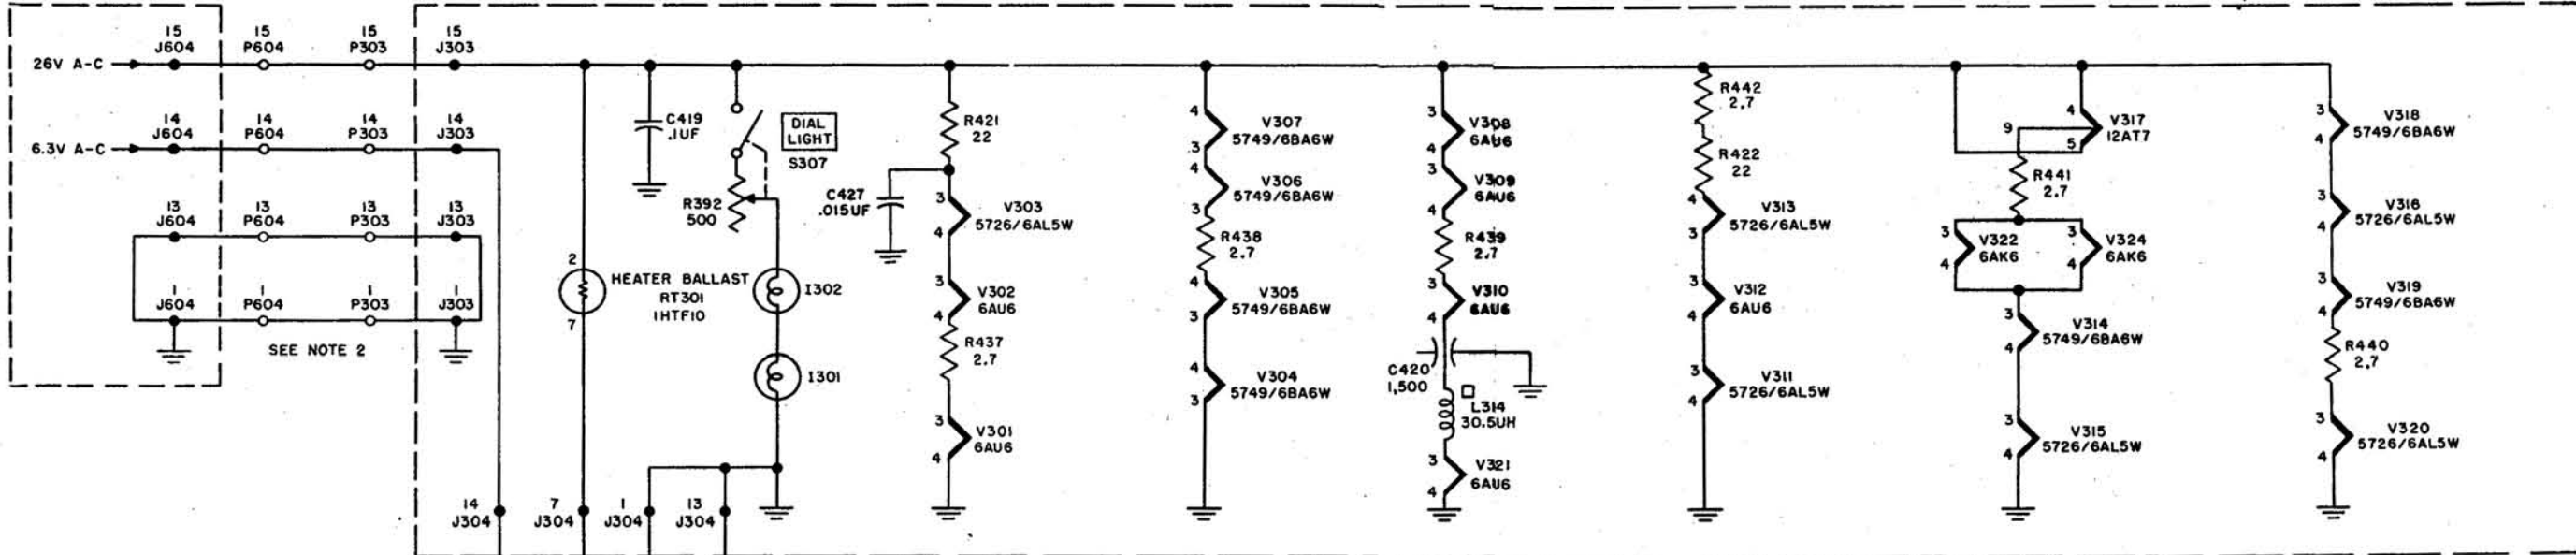 15 15 15 15
J604 P604 P303 J303
26V A-C
14 14 14 14
J604 P604 P303 J303
6.3V A-C
13 13 13 13
J604 P604 P303 J303
1 1 1 1
J604 P604 P303 J303
SEE NOTE 2
14
J304
7
J304
1
J304
13
J304
2
HEATER BALLAST
RT301
1HTF10
7
C419
.1UF
DIAL
LIGHT
S307
R392
500
I302
I301
R421
22
C427
.015UF
3
V303
4
5726/6AL5W
3
V302
6AU6
4
R437
2.7
3
V301
6AU6
4
4
V307
5749/6BA6W
3
4
V306
5749/6BA6W
3
R438
2.7
4
V305
5749/6BA6W
3
4
V304
5749/6BA6W
3
3
V308
6AU6
4
3
V309
6AU6
4
R439
2.7
3
V310
6AU6
4
C420
1,500
L314
30.5UH
3
V321
6AU6
4
R442
2.7
R422
22
4
V313
5726/6AL5W
3
3
V312
6AU6
4
3
V311
5726/6AL5W
4
4
V317
12AT7
9
5
R441
2.7
3
V322
6AK6
4
3
V324
6AK6
4
3
V314
5749/6BA6W
4
3
V315
5726/6AL5W
4
3
V318
5749/6BA6W
4
3
V316
5726/6AL5W
4
3
V319
5749/6BA6W
4
R440
2.7
3
V320
5726/6AL5W
4